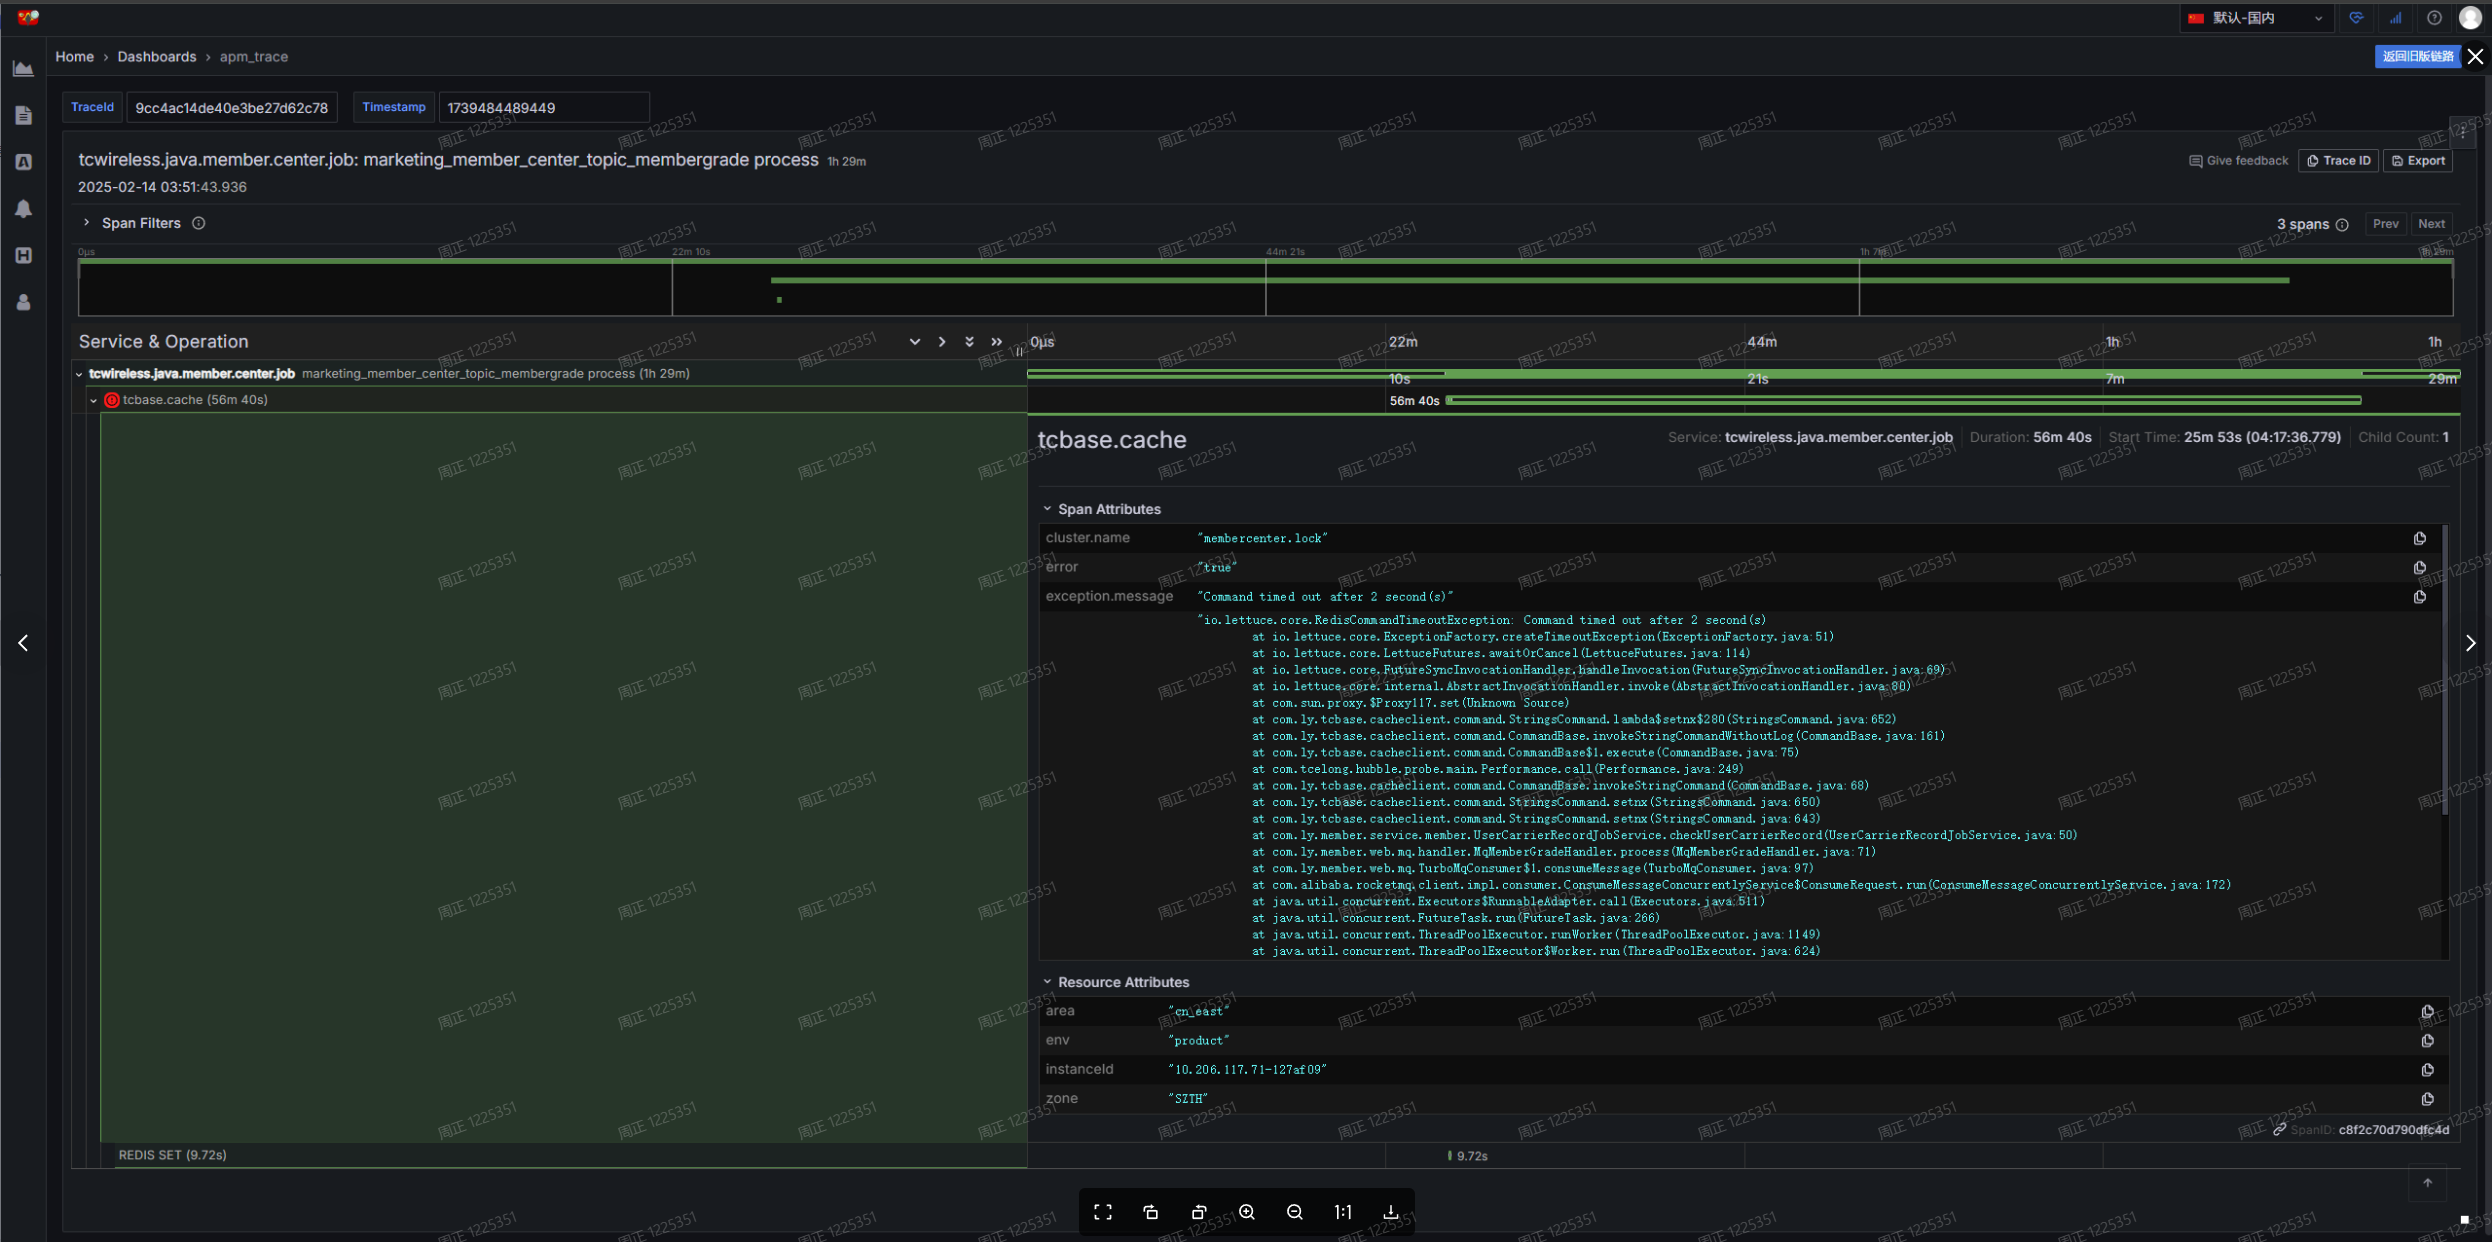 默认-国内
Home › Dashboards › apm_trace
返回旧版链路
TraceId 9cc4ac14de40e3be27d62c78 Timestamp 1739484489449
tcwireless.java.member.center.job: marketing_member_center_topic_membergrade process 1h 29m
Give feedback Trace ID Export
2025-02-14 03:51:43.936
Span Filters
3 spans Prev Next
0μs 22m 10s 44m 21s 1h 7m 1h 29m
Service & Operation
0μs 22m 10s 44m 21s 1h 7m 1h 29m
tcwireless.java.member.center.job marketing_member_center_topic_membergrade process (1h 29m)
tcbase.cache (56m 40s)
56m 40s
tcbase.cache
Service: tcwireless.java.member.center.job Duration: 56m 40s Start Time: 25m 53s (04:17:36.779) Child Count: 1
Span Attributes
cluster.name "membercenter.lock"
error "true"
exception.message "Command timed out after 2 second(s)"
"io.lettuce.core.RedisCommandTimeoutException: Command timed out after 2 second(s)
at io.lettuce.core.ExceptionFactory.createTimeoutException(ExceptionFactory.java:51)
at io.lettuce.core.LettuceFutures.awaitOrCancel(LettuceFutures.java:114)
at io.lettuce.core.FutureSyncInvocationHandler.handleInvocation(FutureSyncInvocationHandler.java:69)
at io.lettuce.core.internal.AbstractInvocationHandler.invoke(AbstractInvocationHandler.java:80)
at com.sun.proxy.$Proxy117.set(Unknown Source)
at com.ly.tcbase.cacheclient.command.StringsCommand.lambda$setnx$280(StringsCommand.java:652)
at com.ly.tcbase.cacheclient.command.CommandBase.invokeStringCommandWithoutLog(CommandBase.java:161)
at com.ly.tcbase.cacheclient.command.CommandBase$1.execute(CommandBase.java:75)
at com.tcelong.hubble.probe.main.Performance.call(Performance.java:249)
at com.ly.tcbase.cacheclient.command.CommandBase.invokeStringCommand(CommandBase.java:68)
at com.ly.tcbase.cacheclient.command.StringsCommand.setnx(StringsCommand.java:650)
at com.ly.tcbase.cacheclient.command.StringsCommand.setnx(StringsCommand.java:643)
at com.ly.member.service.member.UserCarrierRecordJobService.checkUserCarrierRecord(UserCarrierRecordJobService.java:50)
at com.ly.member.web.mq.handler.MqMemberGradeHandler.process(MqMemberGradeHandler.java:71)
at com.ly.member.web.mq.TurboMqConsumer$1.consumeMessage(TurboMqConsumer.java:97)
at com.alibaba.rocketmq.client.impl.consumer.ConsumeMessageConcurrentlyService$ConsumeRequest.run(ConsumeMessageConcurrentlyService.java:172)
at java.util.concurrent.Executors$RunnableAdapter.call(Executors.java:511)
at java.util.concurrent.FutureTask.run(FutureTask.java:266)
at java.util.concurrent.ThreadPoolExecutor.runWorker(ThreadPoolExecutor.java:1149)
at java.util.concurrent.ThreadPoolExecutor$Worker.run(ThreadPoolExecutor.java:624)
Resource Attributes
area "cn_east"
env "product"
instanceId "10.206.117.71-127af09"
zone "SZTH"
SpanID: c8f2c70d790dfc4d
REDIS SET (9.72s)
9.72s
1:1
周正 1225351